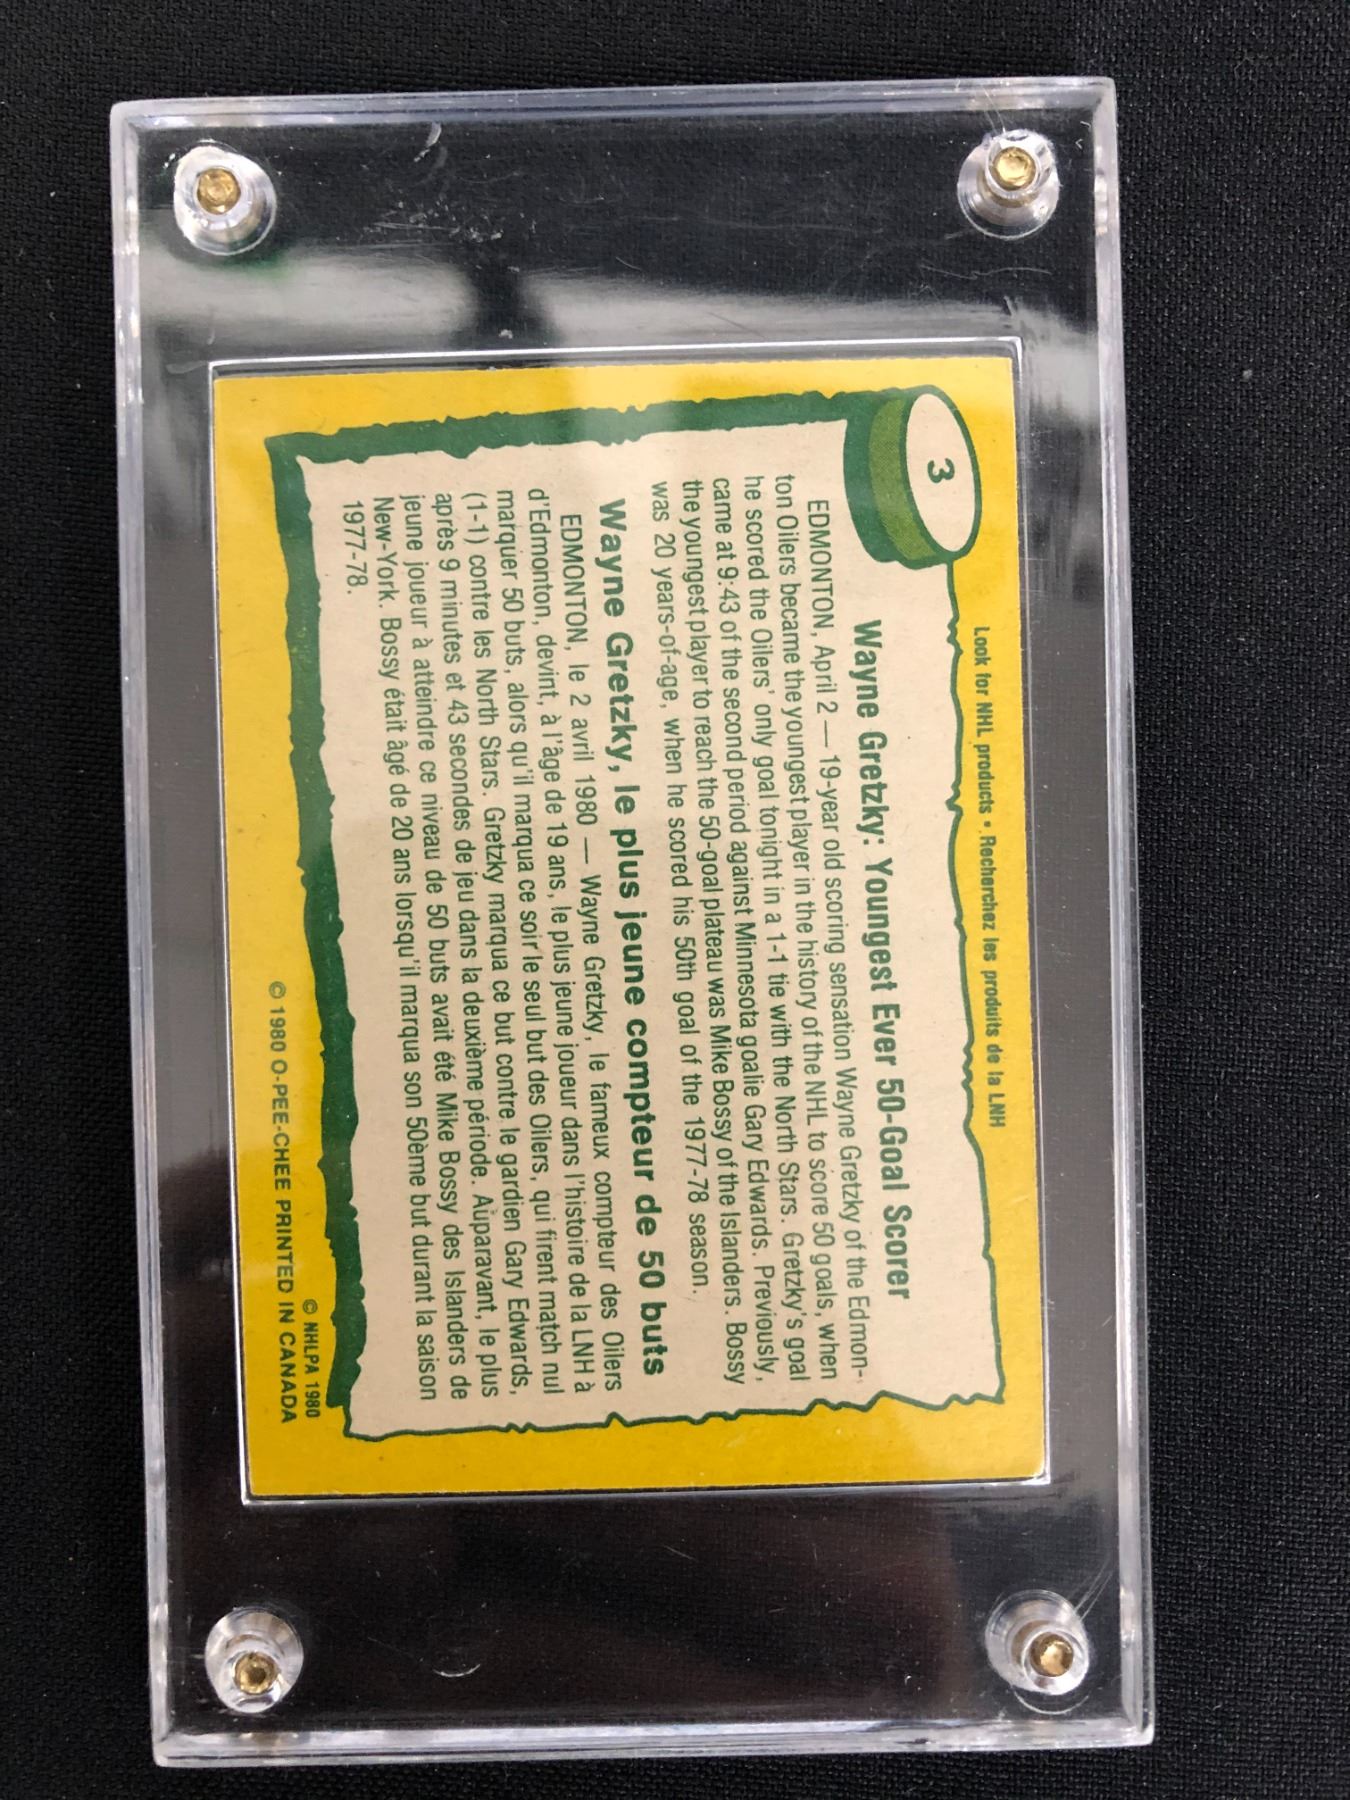 Look for NHL products • Recherchez les produits de la LNH
3
Wayne Gretzky: Youngest Ever 50-Goal Scorer
EDMONTON, April 2 — 19-year old scoring sensation Wayne Gretzky of the Edmon-
ton Oilers became the youngest player in the history of the NHL to score 50 goals, when
he scored the Oilers' only goal tonight in a 1-1 tie with the North Stars. Gretzky's goal
came at 9:43 of the second period against Minnesota goalie Gary Edwards. Previously,
the youngest player to reach the 50-goal plateau was Mike Bossy of the Islanders. Bossy
was 20 years-of-age, when he scored his 50th goal of the 1977-78 season.
Wayne Gretzky, le plus jeune compteur de 50 buts
EDMONTON, le 2 avril 1980 — Wayne Gretzky, le fameux compteur des Oilers
d'Edmonton, devint, à l'âge de 19 ans, le plus jeune joueur dans l'histoire de la LNH à
marquer 50 buts, alors qu'il marqua ce soir le seul but des Oilers, qui firent match nul
(1-1) contre les North Stars. Gretzky marqua ce but contre le gardien Gary Edwards,
après 9 minutes et 43 secondes de jeu dans la deuxième période. Auparavant, le plus
jeune joueur à atteindre ce niveau de 50 buts avait été Mike Bossy des Islanders de
New-York. Bossy était âgé de 20 ans lorsqu'il marqua son 50ème but durant la saison
1977-78.
© NHLPA 1980
© 1980 O-PEE-CHEE PRINTED IN CANADA